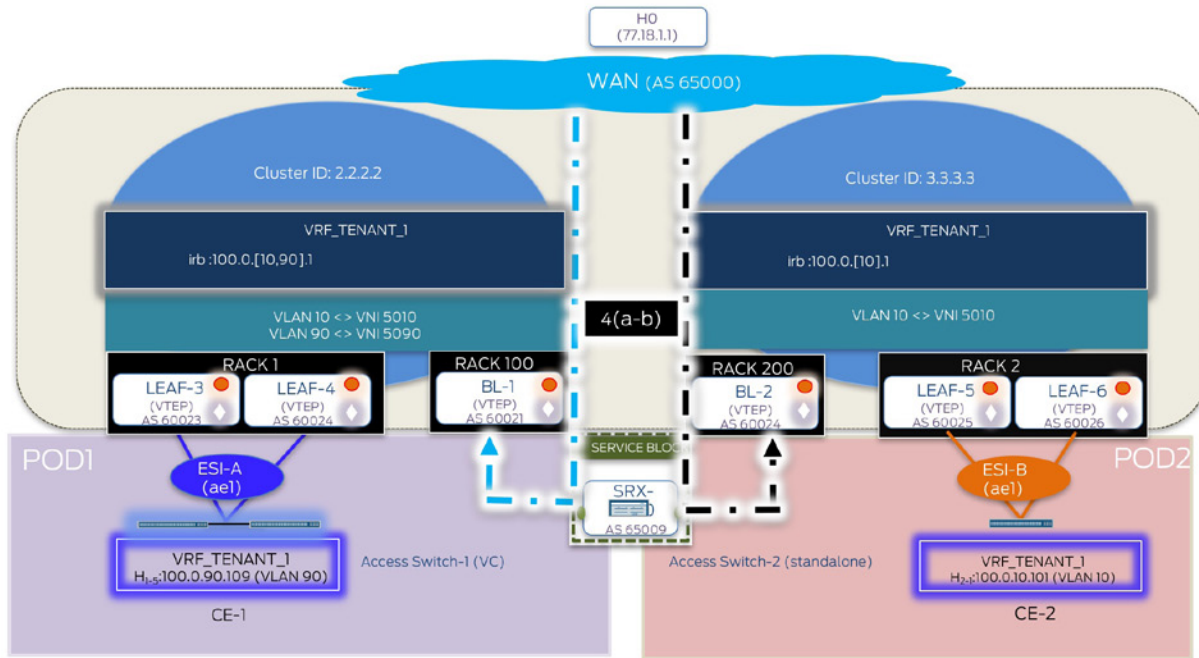 H0
(77.18.1.1)
WAN (AS 65000)
Cluster ID: 2.2.2.2
Cluster ID: 3.3.3.3
VRF_TENANT_1
irb :100.0.[10,90].1
VRF_TENANT_1
irb :100.0.[10].1
VLAN 10 <> VNI 5010
VLAN 90 <> VNI 5090
4(a-b)
VLAN 10 <> VNI 5010
RACK 1
LEAF-3
(VTEP)
AS 60023
LEAF-4
(VTEP)
AS 60024
RACK 100
BL-1
(VTEP)
AS 60021
RACK 200
BL-2
(VTEP)
AS 60024
RACK 2
LEAF-5
(VTEP)
AS 60025
LEAF-6
(VTEP)
AS 60026
POD1
SERVICE BLOC
POD2
ESI-A
(ae1)
SRX-
AS 65009
ESI-B
(ae1)
VRF_TENANT_1
H1-5:100.0.90.109 (VLAN 90)
Access Switch-1 (VC)
Access Switch-2 (standalone)
VRF_TENANT_1
H2-1:100.0.10.101 (VLAN 10)
CE-1
CE-2